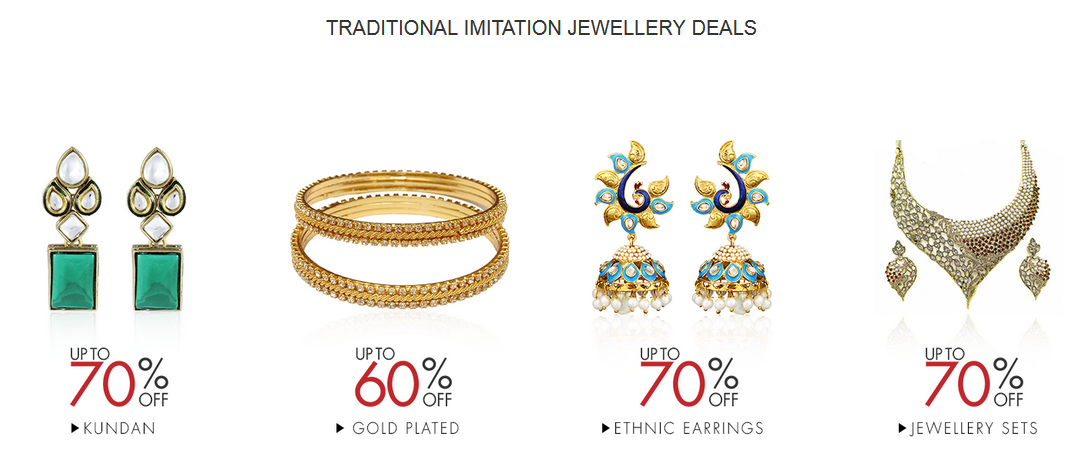 TRADITIONAL IMITATION JEWELLERY DEALS
UP TO
70% OFF
KUNDAN
UP TO
60% OFF
GOLD PLATED
UP TO
70% OFF
ETHNIC EARRINGS
UP TO
70% OFF
JEWELLERY SETS